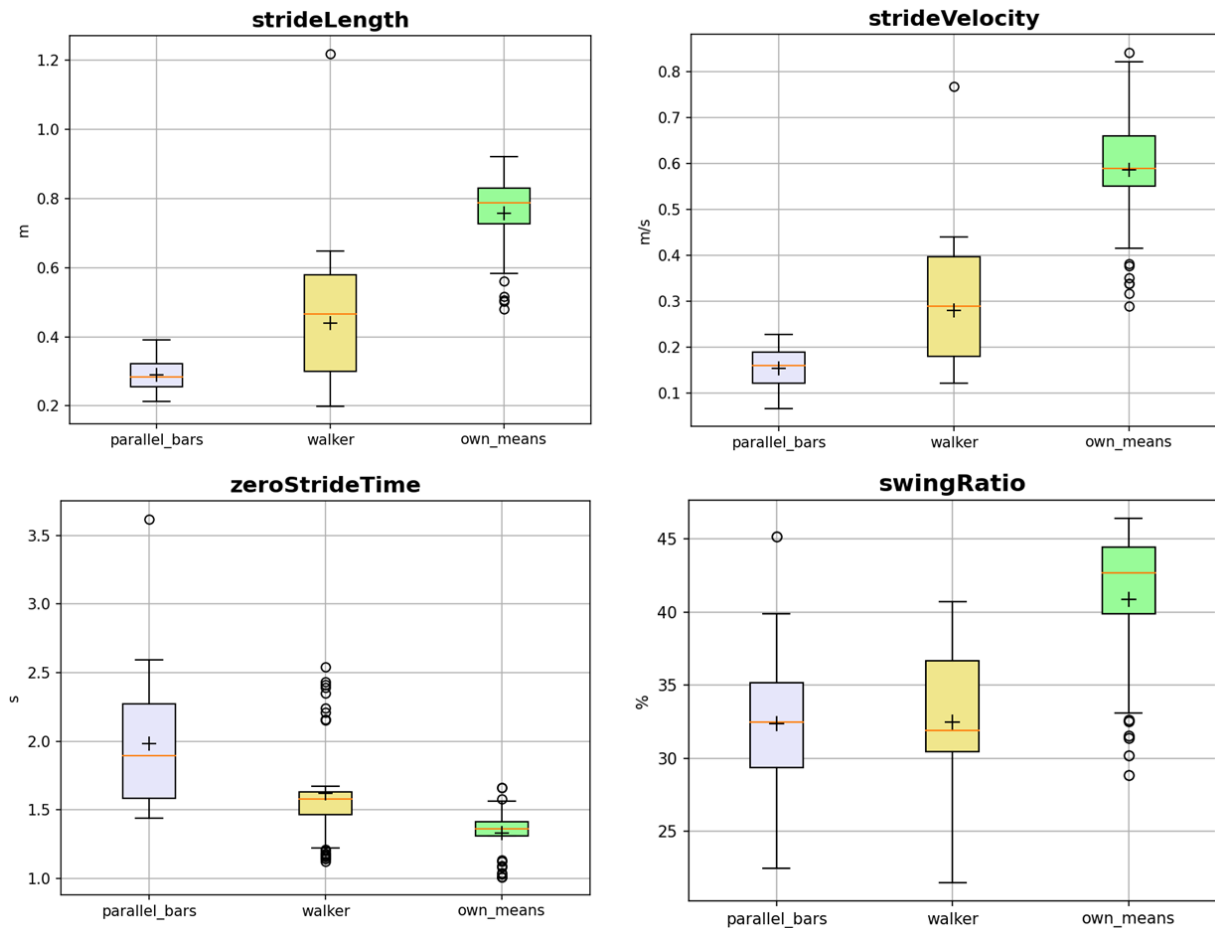 strideLength
m
1.2
1.0
0.8
0.6
0.4
0.2
parallel_bars walker own_means
strideVelocity
m/s
0.8
0.7
0.6
0.5
0.4
0.3
0.2
0.1
parallel_bars walker own_means
zeroStrideTime
s
3.5
3.0
2.5
2.0
1.5
1.0
parallel_bars walker own_means
swingRatio
%
45
40
35
30
25
parallel_bars walker own_means